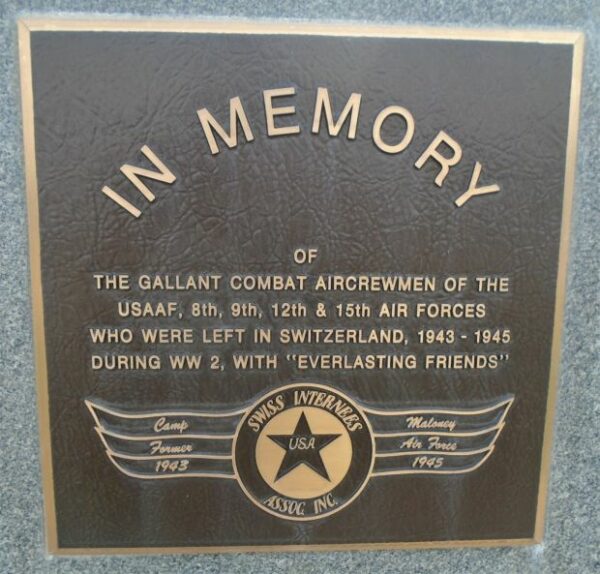 IN MEMORY
OF
THE GALLANT COMBAT AIRCREWMEN OF THE
USAAF, 8th, 9th, 12th & 15th AIR FORCES
WHO WERE LEFT IN SWITZERLAND, 1943 - 1945
DURING WW 2, WITH "EVERLASTING FRIENDS"
SWISS INTERNEES
Camp
Former
1943
USA
Maloney
Air Force
1945
ASSOC. INC.